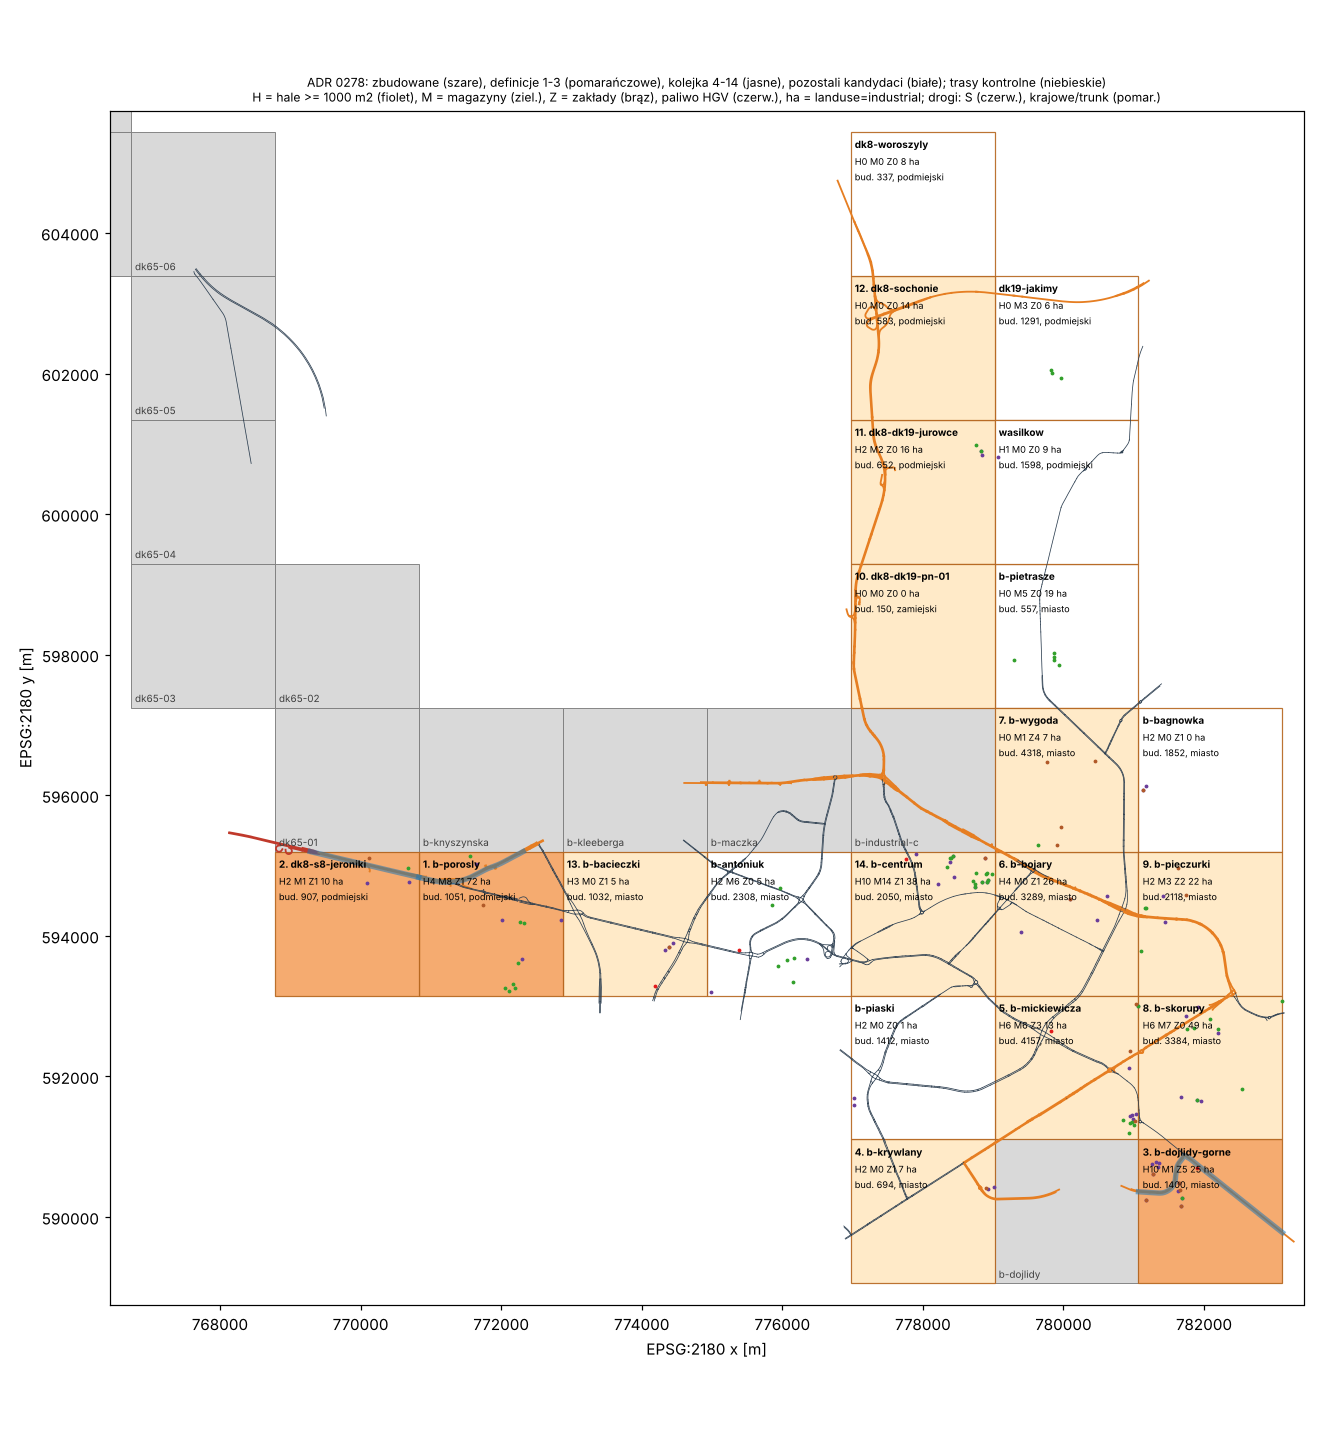 ADR 0278: zbudowane (szare), definicje 1-3 (pomarańczowe), kolejka 4-14 (jasne), pozostali kandydaci (białe); trasy kontrolne (niebieskie)
H = hale >= 1000 m2 (fiolet), M = magazyny (ziel.), Z = zakłady (brąz), paliwo HGV (czerw.), ha = landuse=industrial; drogi: S (czerw.), krajowe/trunk (pomar.)
dk8-woroszyly
H0 M0 Z0 8 ha
bud. 337, podmiejski
604000
dk65-06
12. dk8-sochonie
H0 M0 Z0 14 ha
bud. 583, podmiejski
dk19-jakimy
H0 M3 Z0 6 ha
bud. 1291, podmiejski
602000
dk65-05
11. dk8-dk19-jurowce
H2 M2 Z0 16 ha
bud. 652, podmiejski
wasilkow
H1 M0 Z0 9 ha
bud. 1598, podmiejski
600000
dk65-04
10. dk8-dk19-pn-01
H0 M0 Z0 0 ha
bud. 150, zamiejski
b-pietrasze
H0 M5 Z0 19 ha
bud. 557, miasto
598000
dk65-03
dk65-02
7. b-wygoda
H0 M1 Z4 7 ha
bud. 4318, miasto
b-bagnowka
H2 M0 Z1 0 ha
bud. 1852, miasto
EPSG:2180 y [m]
596000
dk65-01
b-knyszynska
b-kleeberga
b-maczka
b-industrial-c
2. dk8-s8-jeroniki
H2 M1 Z1 10 ha
bud. 907, podmiejski
1. b-porosly
H4 M8 Z1 72 ha
bud. 1051, podmiejski
13. b-bacieczki
H3 M0 Z1 5 ha
bud. 1032, miasto
b-antoniuk
H2 M6 Z0 5 ha
bud. 2308, miasto
14. b-centrum
H10 M14 Z1 38 ha
bud. 2050, miasto
6. b-bojary
H4 M0 Z1 26 ha
bud. 3289, miasto
9. b-pięczurki
H2 M3 Z2 22 ha
bud. 2118, miasto
594000
b-piaski
H2 M0 Z0 1 ha
bud. 1412, miasto
5. b-mickiewicza
H6 M6 Z3 13 ha
bud. 4157, miasto
8. b-skorupy
H6 M7 Z0 49 ha
bud. 3384, miasto
592000
4. b-krywlany
H2 M0 Z1 7 ha
bud. 694, miasto
3. b-dojlidy-gorne
H10 M1 Z5 25 ha
bud. 1400, miasto
590000
b-dojlidy
768000
770000
772000
774000
776000
778000
780000
782000
EPSG:2180 x [m]